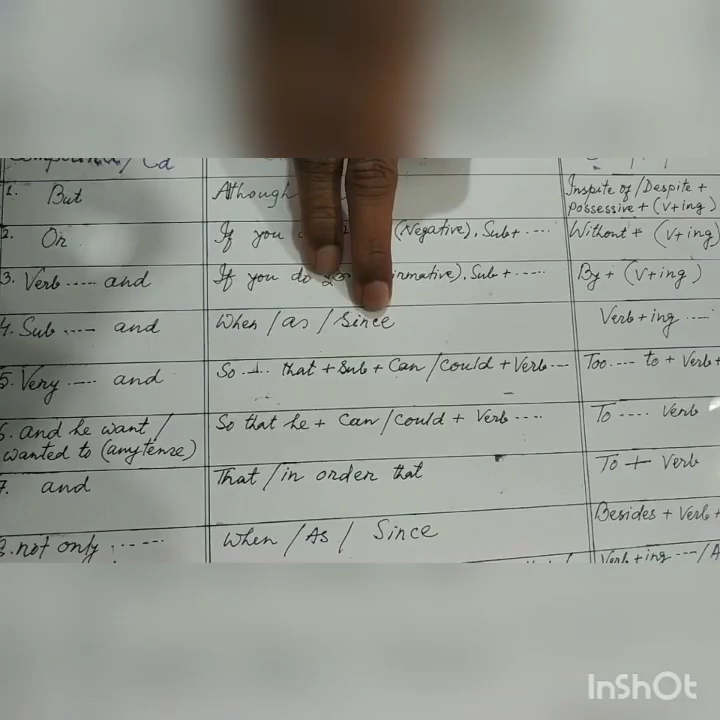 1. But Athough Inspite of / Despite +
possessive + (v+ing)
2. Or If you (Negative), Sub + .... Without + (v+ing)
3. Verb ..... and If you do Sub + ..... By + (v+ing)
4. Sub .... and When / as / Since Verb + ing ....
5. Very .... and So ... that + Sub + Can / could + Verb --- Too .... to + Verb +
6. and he want / So that he + Can / could + Verb .... To .... Verb
wanted to (any tense)
7. and That / in order that To + Verb
8. not only ...... When / As / Since Besides + Verb +
Verb + ing --- / A
InShOt